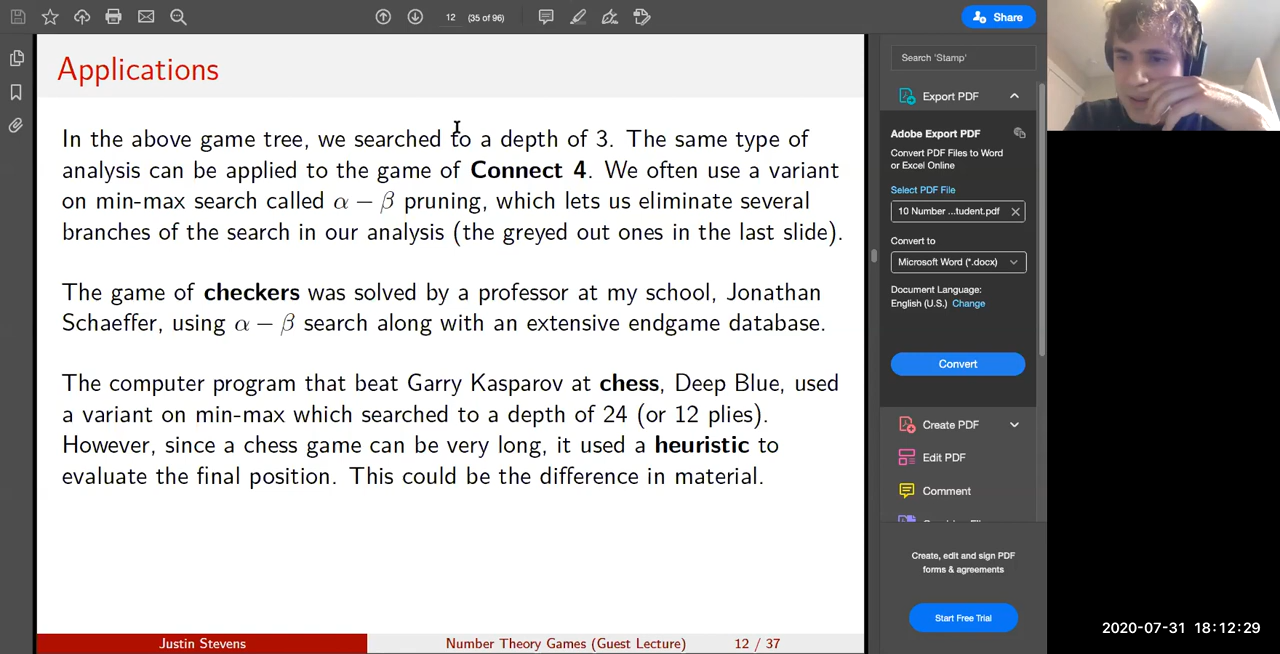 12 (35 of 96)
Share
Applications
In the above game tree, we searched to a depth of 3. The same type of
analysis can be applied to the game of Connect 4. We often use a variant
on min-max search called α − β pruning, which lets us eliminate several
branches of the search in our analysis (the greyed out ones in the last slide).
The game of checkers was solved by a professor at my school, Jonathan
Schaeffer, using α − β search along with an extensive endgame database.
The computer program that beat Garry Kasparov at chess, Deep Blue, used
a variant on min-max which searched to a depth of 24 (or 12 plies).
However, since a chess game can be very long, it used a heuristic to
evaluate the final position. This could be the difference in material.
Justin Stevens
Number Theory Games (Guest Lecture)
12 / 37
Search 'Stamp'
Export PDF
Adobe Export PDF
Convert PDF Files to Word
or Excel Online
Select PDF File
10 Number ...tudent.pdf
Convert to
Microsoft Word (*.docx)
Document Language:
English (U.S.) Change
Convert
Create PDF
Edit PDF
Comment
Create, edit and sign PDF
forms & agreements
Start Free Trial
2020-07-31 18:12:29